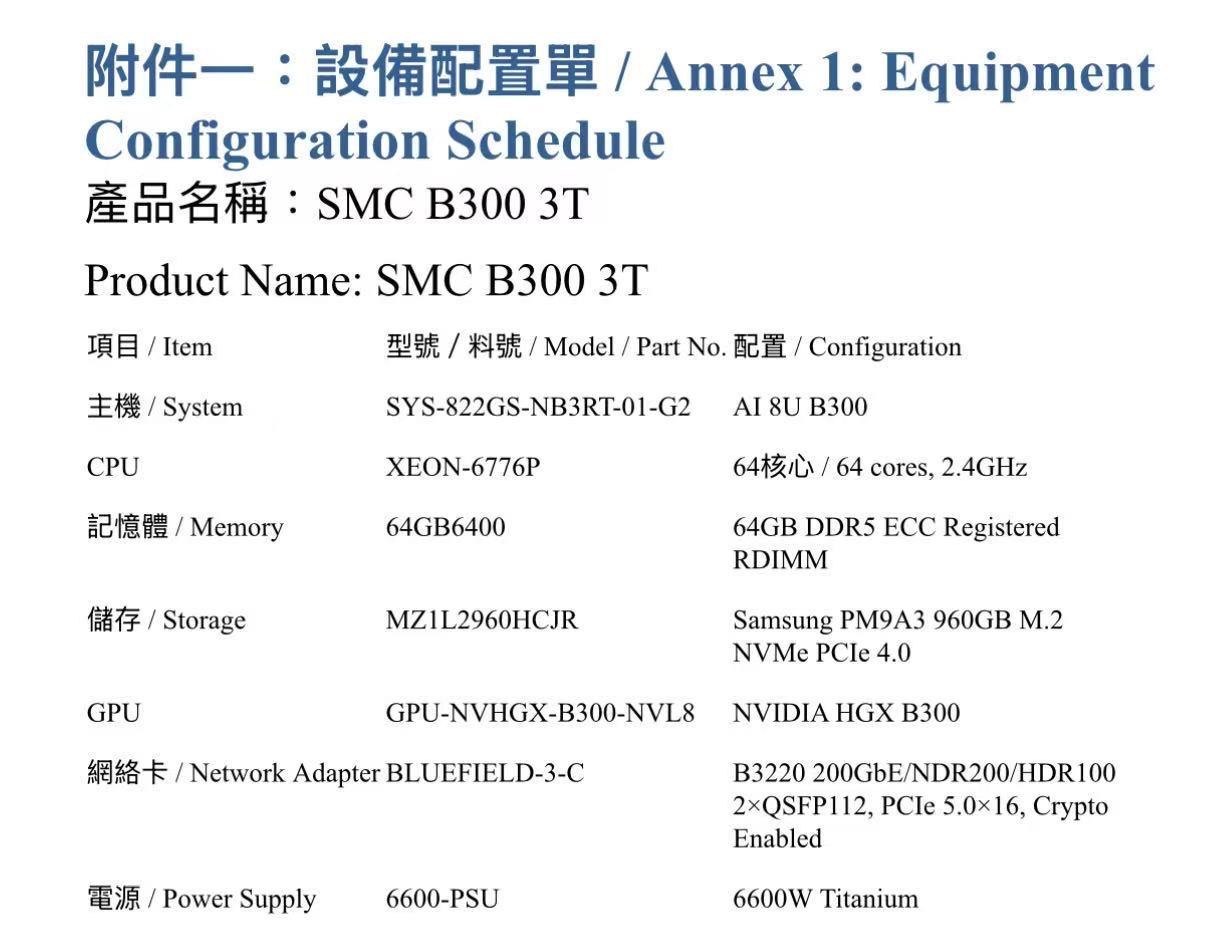 附件一：設備配置單 / Annex 1: Equipment
Configuration Schedule
產品名稱：SMC B300 3T
Product Name: SMC B300 3T
項目 / Item 型號 / 料號 / Model / Part No. 配置 / Configuration
主機 / System SYS-822GS-NB3RT-01-G2 AI 8U B300
CPU XEON-6776P 64核心 / 64 cores, 2.4GHz
記憶體 / Memory 64GB6400 64GB DDR5 ECC Registered
RDIMM
儲存 / Storage MZ1L2960HCJR Samsung PM9A3 960GB M.2
NVMe PCIe 4.0
GPU GPU-NVHGX-B300-NVL8 NVIDIA HGX B300
網絡卡 / Network Adapter BLUEFIELD-3-C B3220 200GbE/NDR200/HDR100
2×QSFP112, PCIe 5.0×16, Crypto
Enabled
電源 / Power Supply 6600-PSU 6600W Titanium